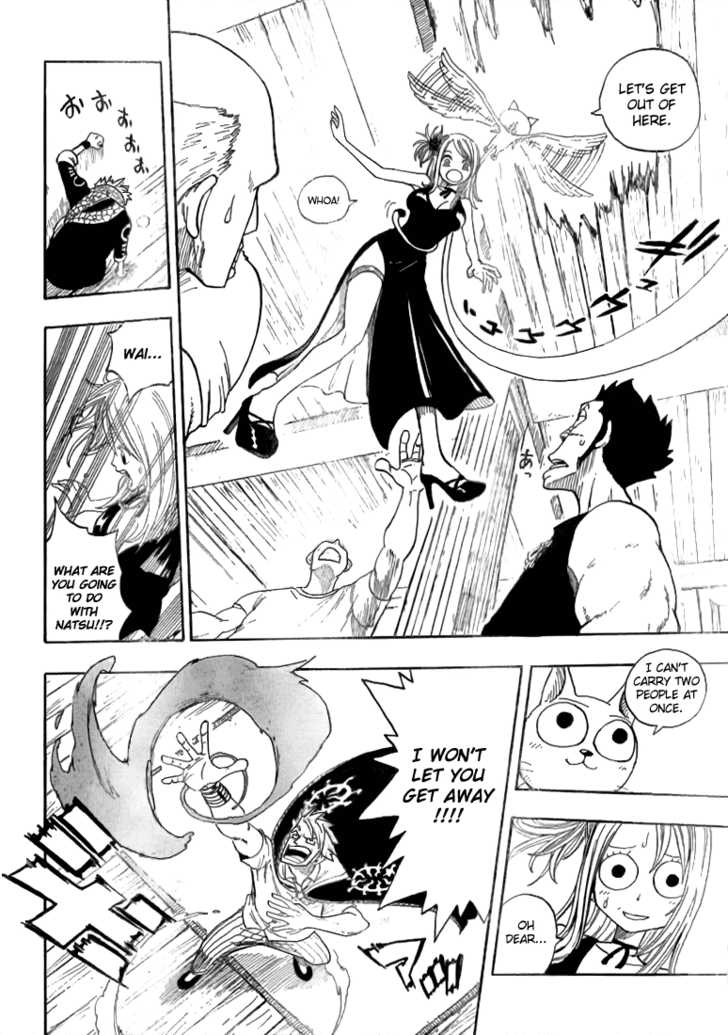 LET'S GET
OUT OF
HERE.
WHOA!
おおおお
あっ
WAI...
WHAT ARE
YOU GOING
TO DO
WITH
NATSU!!?
I CAN'T
CARRY TWO
PEOPLE AT
ONCE.
I WON'T
LET YOU
GET AWAY
!!!!
OH
DEAR...